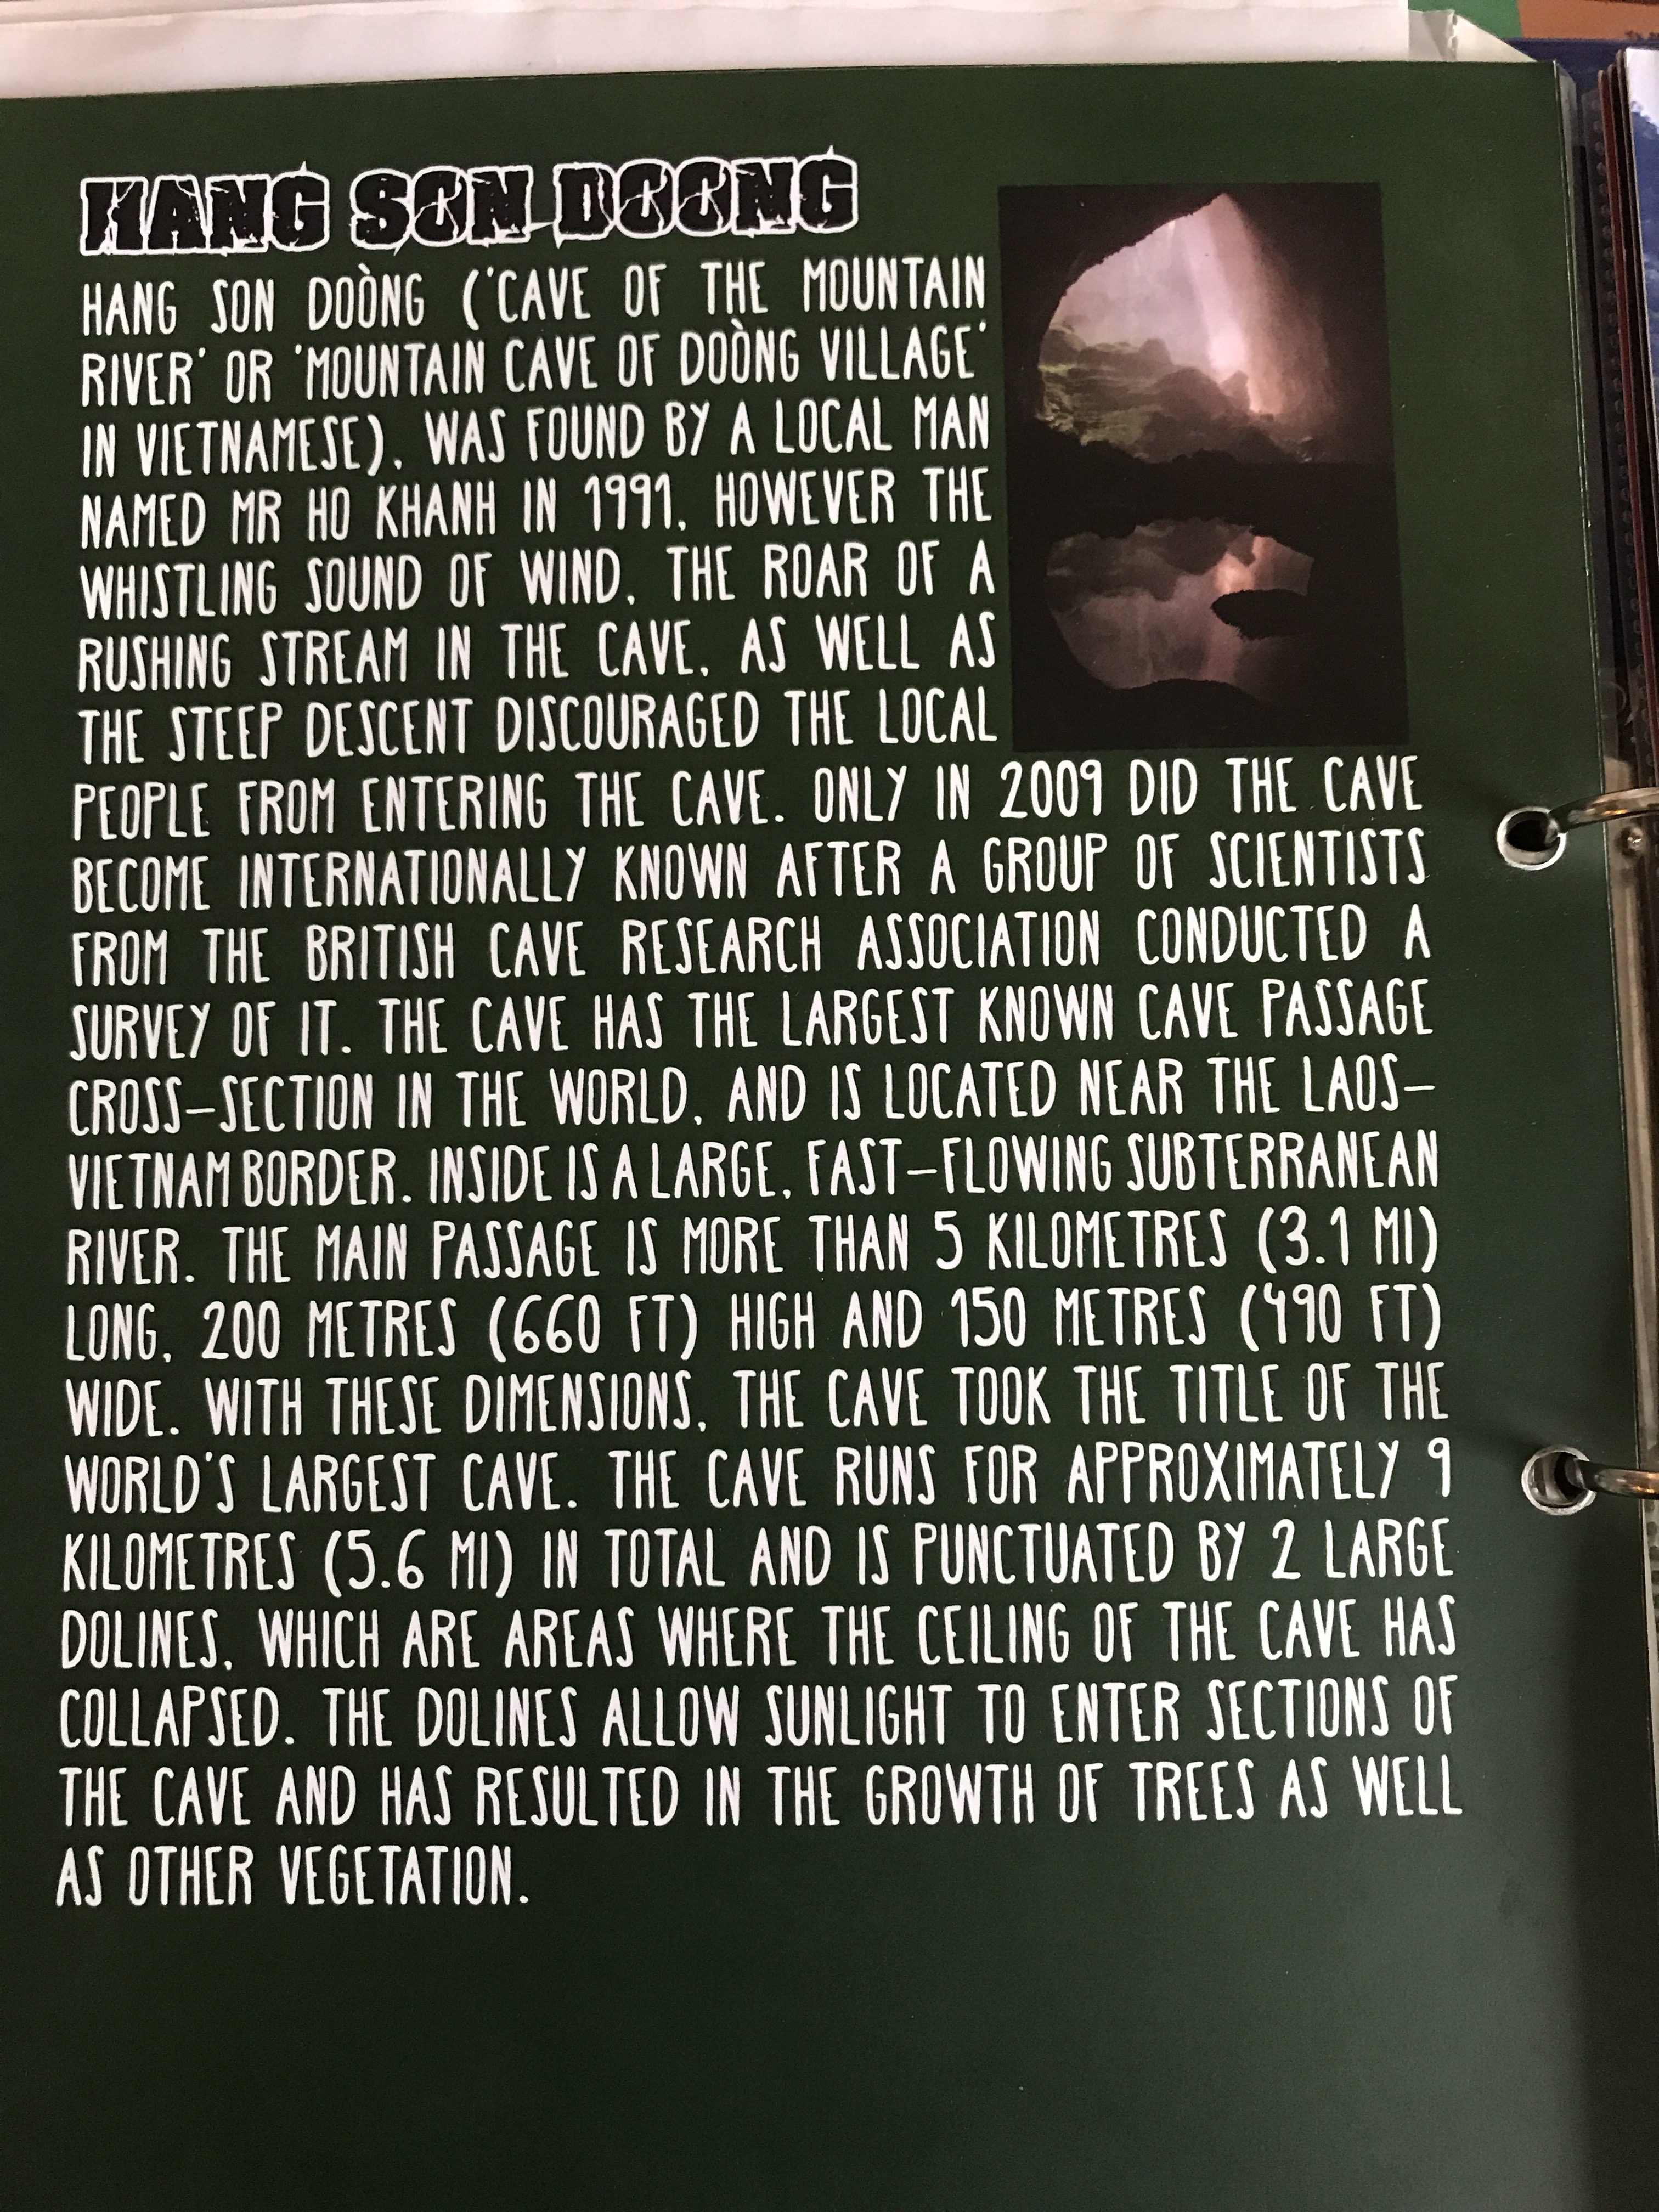 HANG SON DOONG
HANG SON DOÒNG ('CAVE OF THE MOUNTAIN
RIVER' OR 'MOUNTAIN CAVE OF DOÒNG VILLAGE'
IN VIETNAMESE), WAS FOUND BY A LOCAL MAN
NAMED MR HO KHANH IN 1991, HOWEVER THE
WHISTLING SOUND OF WIND, THE ROAR OF A
RUSHING STREAM IN THE CAVE, AS WELL AS
THE STEEP DESCENT DISCOURAGED THE LOCAL
PEOPLE FROM ENTERING THE CAVE. ONLY IN 2009 DID THE CAVE
BECOME INTERNATIONALLY KNOWN AFTER A GROUP OF SCIENTISTS
FROM THE BRITISH CAVE RESEARCH ASSOCIATION CONDUCTED A
SURVEY OF IT. THE CAVE HAS THE LARGEST KNOWN CAVE PASSAGE
CROSS-SECTION IN THE WORLD, AND IS LOCATED NEAR THE LAOS-
VIETNAM BORDER. INSIDE IS A LARGE, FAST-FLOWING SUBTERRANEAN
RIVER. THE MAIN PASSAGE IS MORE THAN 5 KILOMETRES (3.1 MI)
LONG, 200 METRES (660 FT) HIGH AND 150 METRES (490 FT)
WIDE. WITH THESE DIMENSIONS, THE CAVE TOOK THE TITLE OF THE
WORLD'S LARGEST CAVE. THE CAVE RUNS FOR APPROXIMATELY 9
KILOMETRES (5.6 MI) IN TOTAL AND IS PUNCTUATED BY 2 LARGE
DOLINES, WHICH ARE AREAS WHERE THE CEILING OF THE CAVE HAS
COLLAPSED. THE DOLINES ALLOW SUNLIGHT TO ENTER SECTIONS OF
THE CAVE AND HAS RESULTED IN THE GROWTH OF TREES AS WELL
AS OTHER VEGETATION.